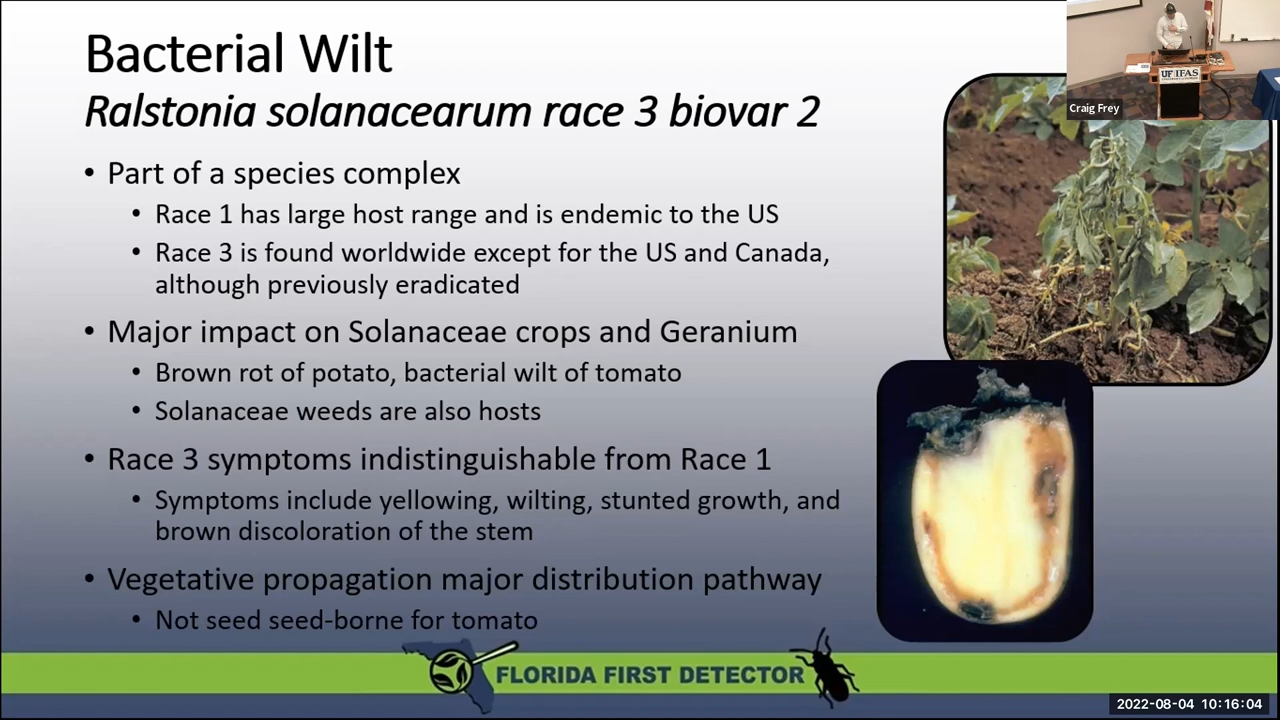 Bacterial Wilt
Ralstonia solanacearum race 3 biovar 2
• Part of a species complex
• Race 1 has large host range and is endemic to the US
• Race 3 is found worldwide except for the US and Canada,
although previously eradicated
• Major impact on Solanaceae crops and Geranium
• Brown rot of potato, bacterial wilt of tomato
• Solanaceae weeds are also hosts
• Race 3 symptoms indistinguishable from Race 1
• Symptoms include yellowing, wilting, stunted growth, and
brown discoloration of the stem
• Vegetative propagation major distribution pathway
• Not seed seed-borne for tomato
FLORIDA FIRST DETECTOR
UF IFAS
Craig Frey
2022-08-04 10:16:04